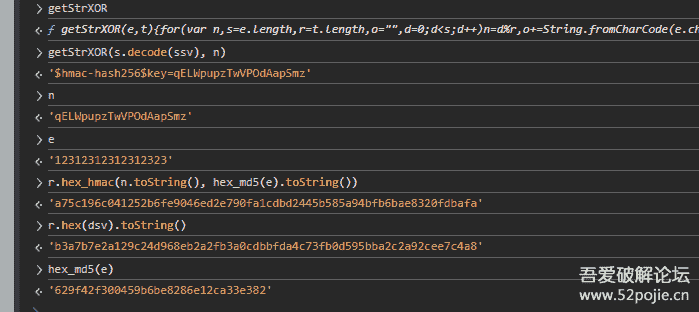 getStrXOR
ƒ getStrXOR(e,t){for(var n,s=e.length,r=t.length,o="",d=0;d<s;d++)n=d%r,o+=String.fromCharCode(e.ch
getStrXOR(s.decode(ssv), n)
'$hmac-hash256$key=qELWpupzTwVPOdAapSmz'
n
'qELWpupzTwVPOdAapSmz'
e
'12312312312312323'
r.hex_hmac(n.toString(), hex_md5(e).toString())
'a75c196c041252b6fe9046ed2e790fa1cdbd2445b585a94bfb6bae8320fdbafa'
r.hex(dsv).toString()
'b3a7b7e2a129c24d968eb2a2fb3a0cdbbfda4c73fb0d595bba2c2a92cee7c4a8'
hex_md5(e)
'629f42f300459b6be8286e12ca33e382'
吾爱破解论坛
www.52pojie.cn